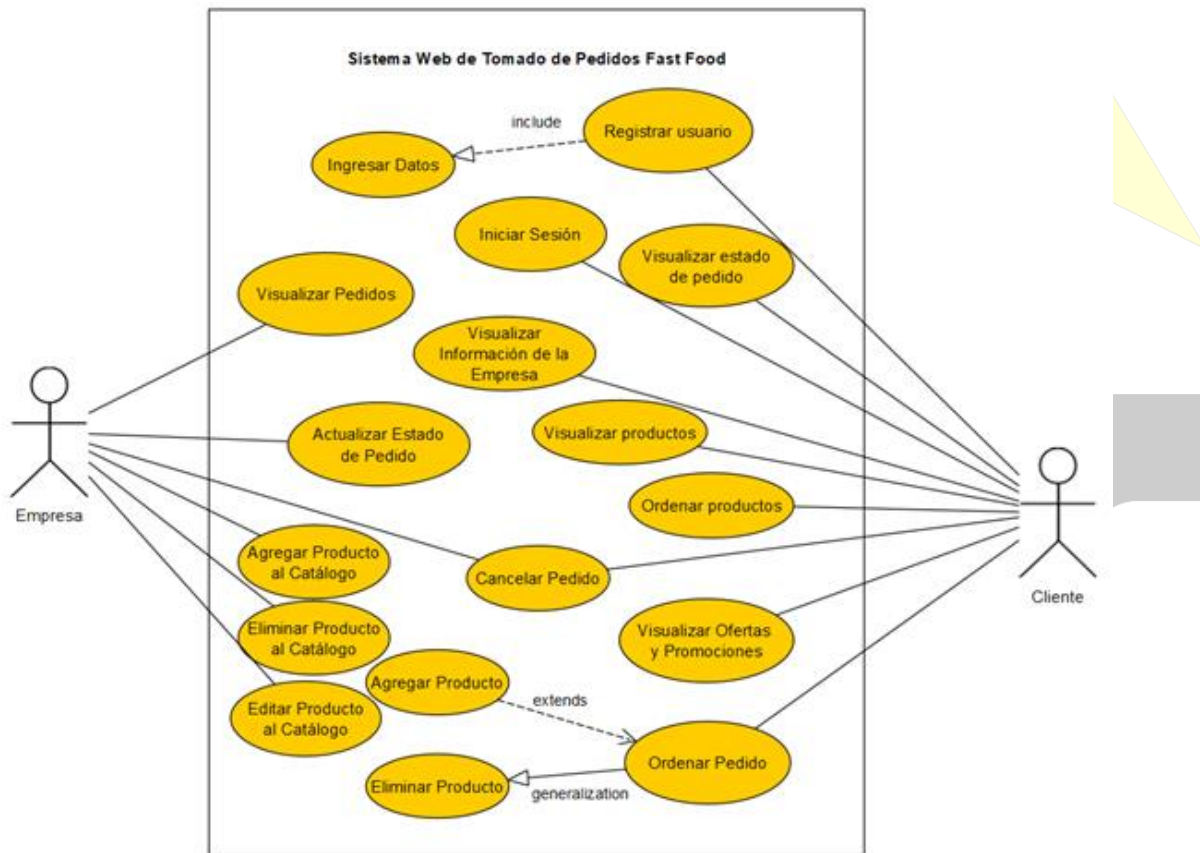 Sistema Web de Tomado de Pedidos Fast Food
include
Registrar usuario
Ingresar Datos
Iniciar Sesión
Visualizar estado
de pedido
Visualizar Pedidos
Visualizar
Información de la
Empresa
Actualizar Estado
de Pedido
Visualizar productos
Ordenar productos
Empresa
Agregar Producto
al Catálogo
Cancelar Pedido
Cliente
Eliminar Producto
al Catálogo
Visualizar Ofertas
y Promociones
Agregar Producto
extends
Editar Producto
al Catálogo
Ordenar Pedido
Eliminar Producto
generalization